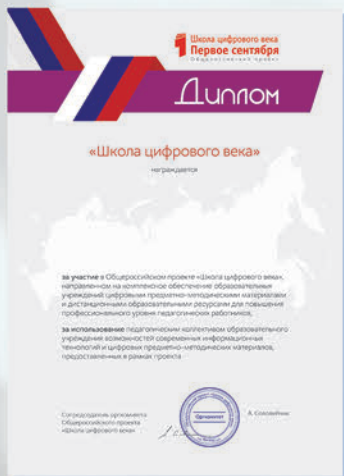 Школа цифрового века
Первое сентября
Общероссийский проект
Диплом
«Школа цифрового века»
награждается
за участие в Общероссийском проекте «Школа цифрового века»,
направленном на комплексное обеспечение образовательных
учреждений цифровыми предметно-методическими материалами
и дистанционными образовательными ресурсами для повышения
профессионального уровня педагогических работников,
за использование педагогическим коллективом образовательного
учреждения возможностей современных информационных
технологий и цифровых предметно-методических материалов,
предоставленных в рамках проекта
Сопредседатель оргкомитета
Общероссийского проекта
«Школа цифрового века»
Оргкомитет
А. Соловейчик